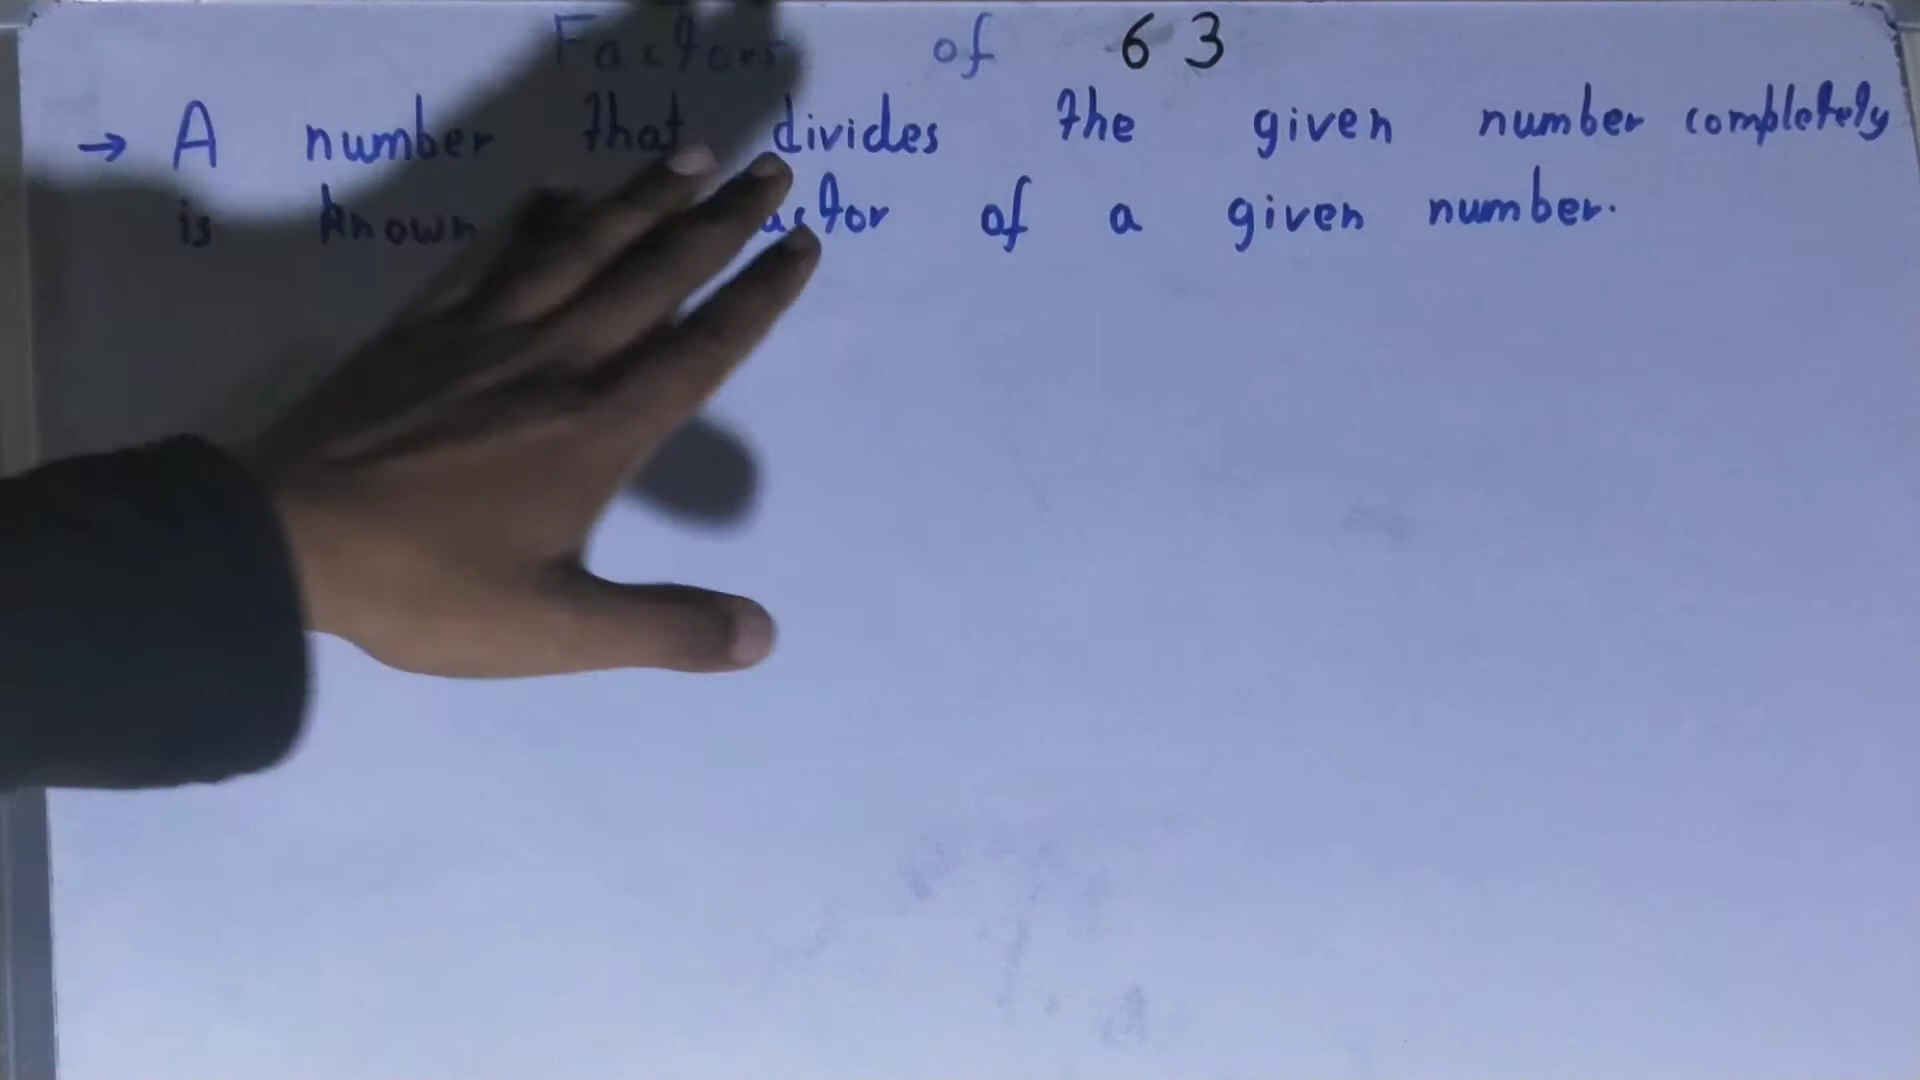 Factors of 63
→ A number that divides the given number completely
is known actor of a given number.